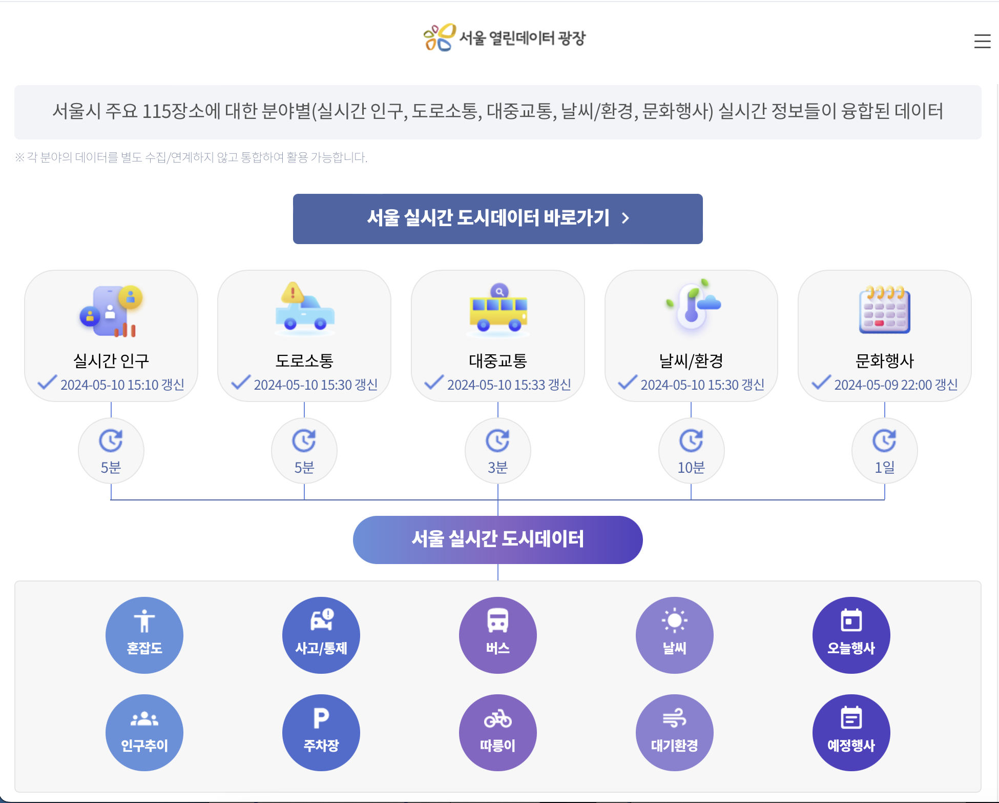 서울 열린데이터 광장
서울시 주요 115장소에 대한 분야별(실시간 인구, 도로소통, 대중교통, 날씨/환경, 문화행사) 실시간 정보들이 융합된 데이터
※ 각 분야의 데이터를 별도 수집/연계하지 않고 통합하여 활용 가능합니다.
서울 실시간 도시데이터 바로가기
실시간 인구
2024-05-10 15:10 갱신
도로소통
2024-05-10 15:30 갱신
대중교통
2024-05-10 15:33 갱신
날씨/환경
2024-05-10 15:30 갱신
문화행사
2024-05-09 22:00 갱신
5분
5분
3분
10분
1일
서울 실시간 도시데이터
혼잡도
사고/통제
버스
날씨
오늘행사
인구추이
P
주차장
따릉이
대기환경
예정행사